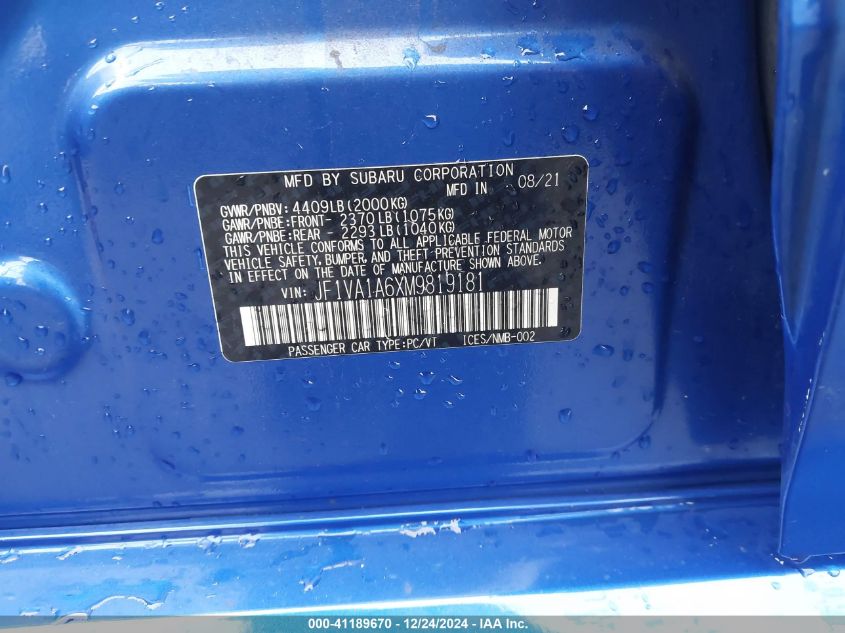 MFD BY SUBARU CORPORATION
MFD IN 08/21
GVWR/PNBV: 4409LB(2000KG)
GAWR/PNBE:FRONT- 2370LB(1075KG)
GAWR/PNBE:REAR - 2293LB(1040KG)
THIS VEHICLE CONFORMS TO ALL APPLICABLE FEDERAL MOTOR
VEHICLE SAFETY, BUMPER, AND THEFT PREVENTION STANDARDS
IN EFFECT ON THE DATE OF MANUFACTURE SHOWN ABOVE.
VIN: JF1VA1A6XM9819181
PASSENGER CAR TYPE:PC/VT ICES/NMB-002
000-41189670 - 12/24/2024 - IAA Inc.